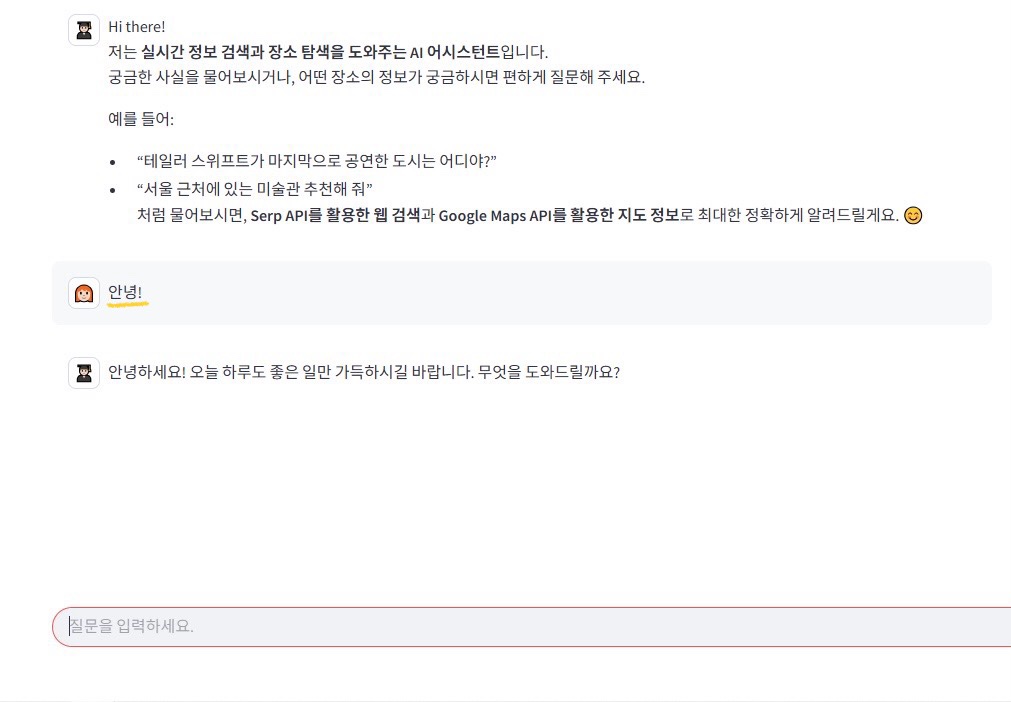 Hi there!
저는 실시간 정보 검색과 장소 탐색을 도와주는 AI 어시스턴트입니다.
궁금한 사실을 물어보시거나, 어떤 장소의 정보가 궁금하시면 편하게 질문해 주세요.
예를 들어:
• “테일러 스위프트가 마지막으로 공연한 도시는 어디야?”
• “서울 근처에 있는 미술관 추천해 줘”
처럼 물어보시면, Serp API를 활용한 웹 검색과 Google Maps API를 활용한 지도 정보로 최대한 정확하게 알려드릴게요. 😊
안녕!
안녕하세요! 오늘 하루도 좋은 일만 가득하시길 바랍니다. 무엇을 도와드릴까요?
질문을 입력하세요.